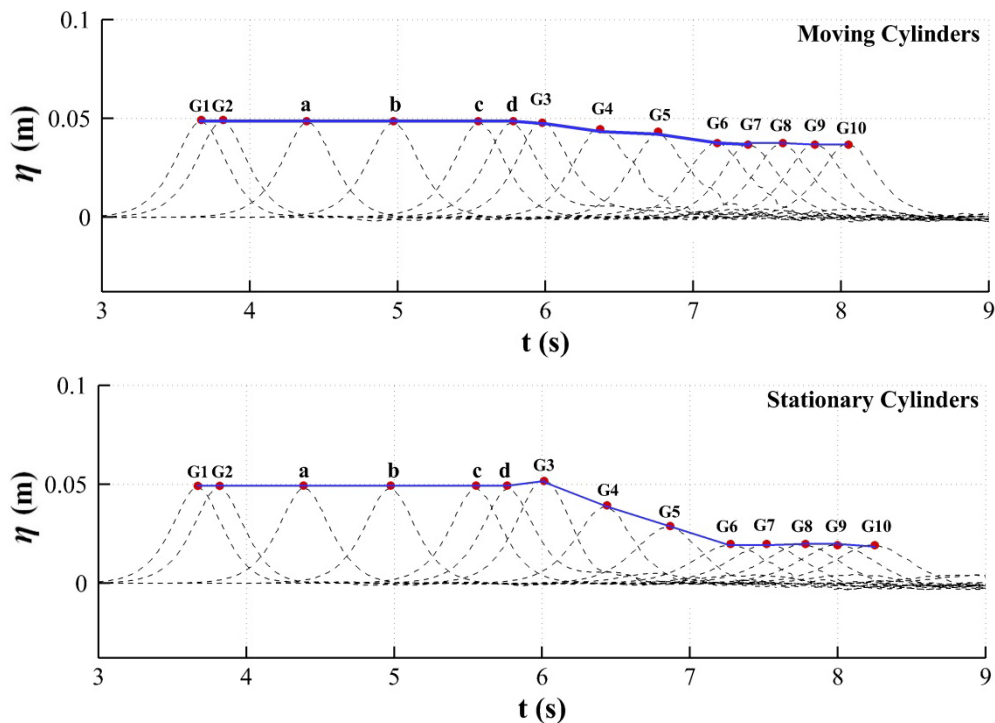 0.1
Moving Cylinders
G1 G2 a b c d G3 G4 G5 G6 G7 G8 G9 G10
0.05
η (m)
0
3 4 5 6 7 8 9
t (s)
0.1
Stationary Cylinders
G1 G2 a b c d G3 G4 G5 G6 G7 G8 G9 G10
0.05
η (m)
0
3 4 5 6 7 8 9
t (s)